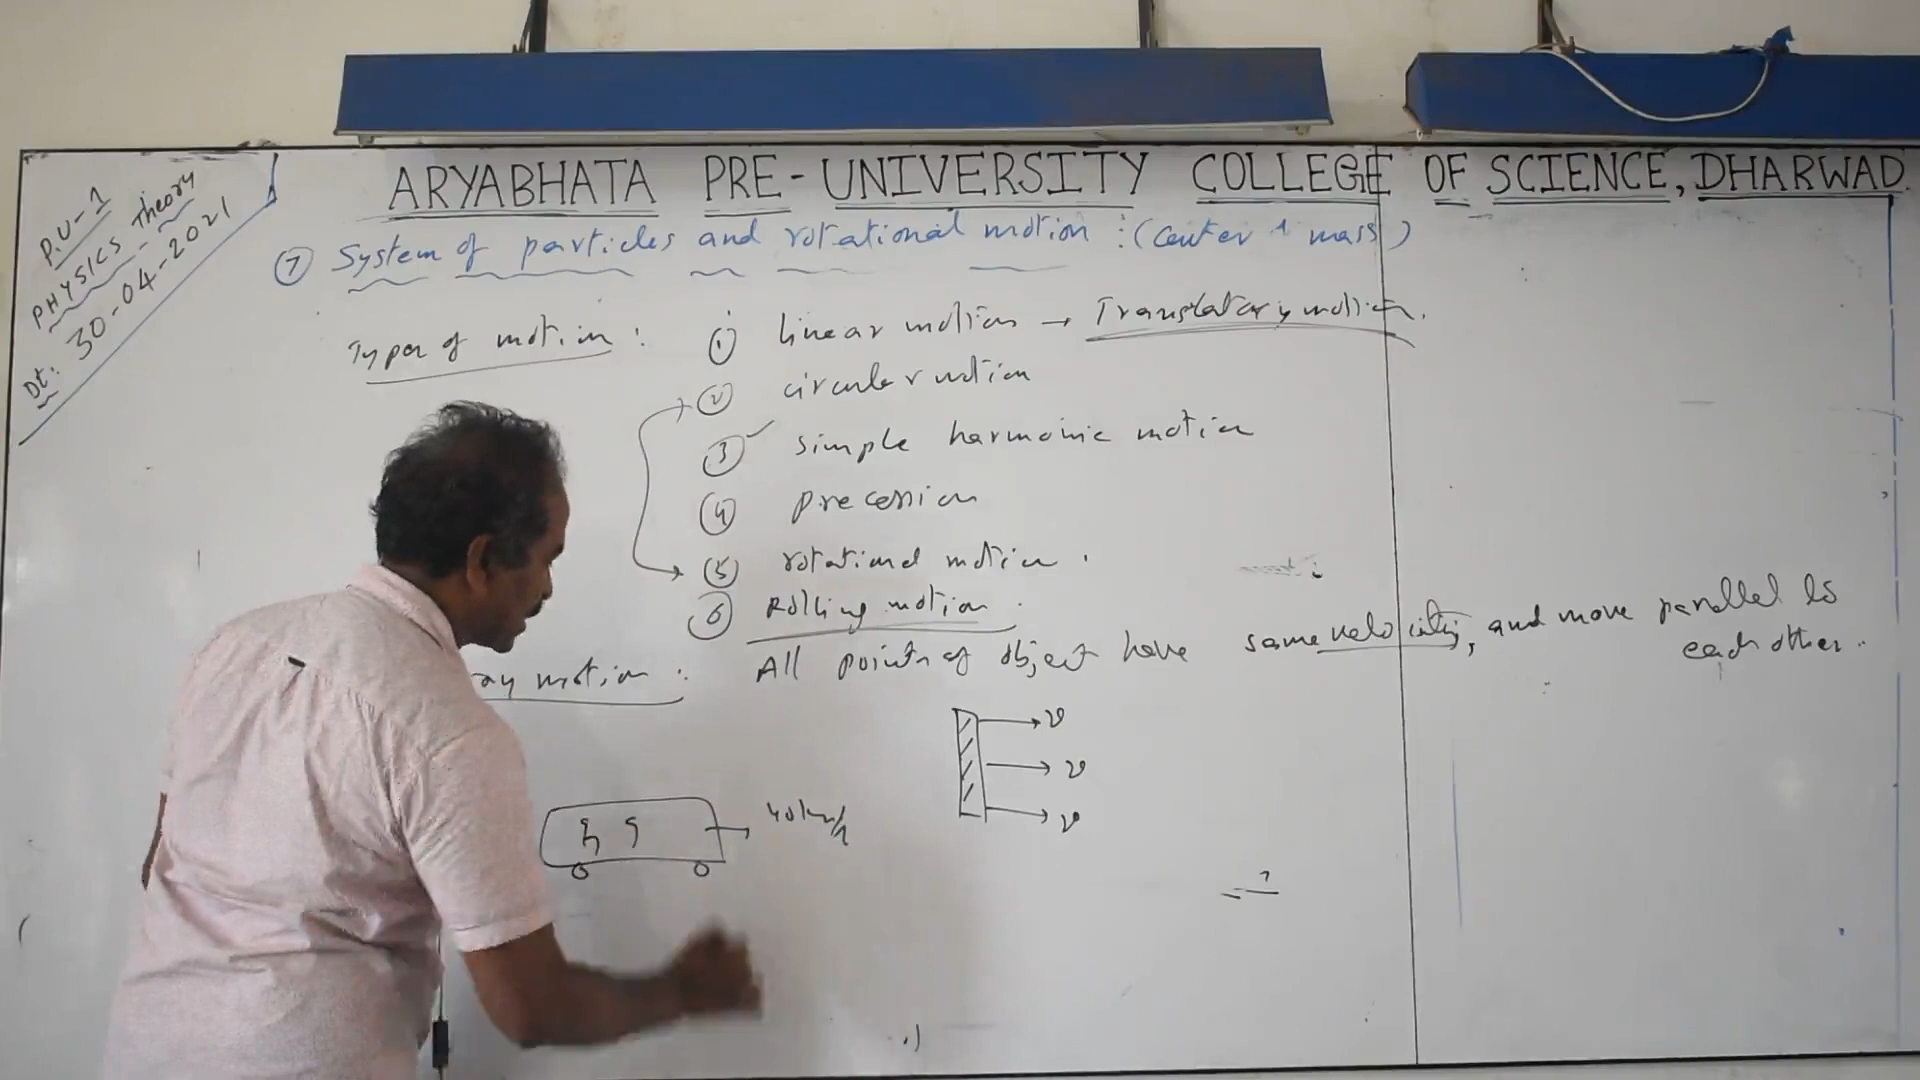 ARYABHATA PRE-UNIVERSITY COLLEGE OF SCIENCE, DHARWAD.
P.U-1
PHYSICS Theory
Dt: 30-04-2021
⑦ System of particles and rotational motion : (Center of mass)
Types of motion :
① linear motion → Translatory motion.
② circular motion
③ simple harmonic motion
④ precession
⑤ rotational motion.
⑥ Rolling motion.
ay motion : All points of object have same velocity, and move parallel to
each other.
v
v
v
40km/h